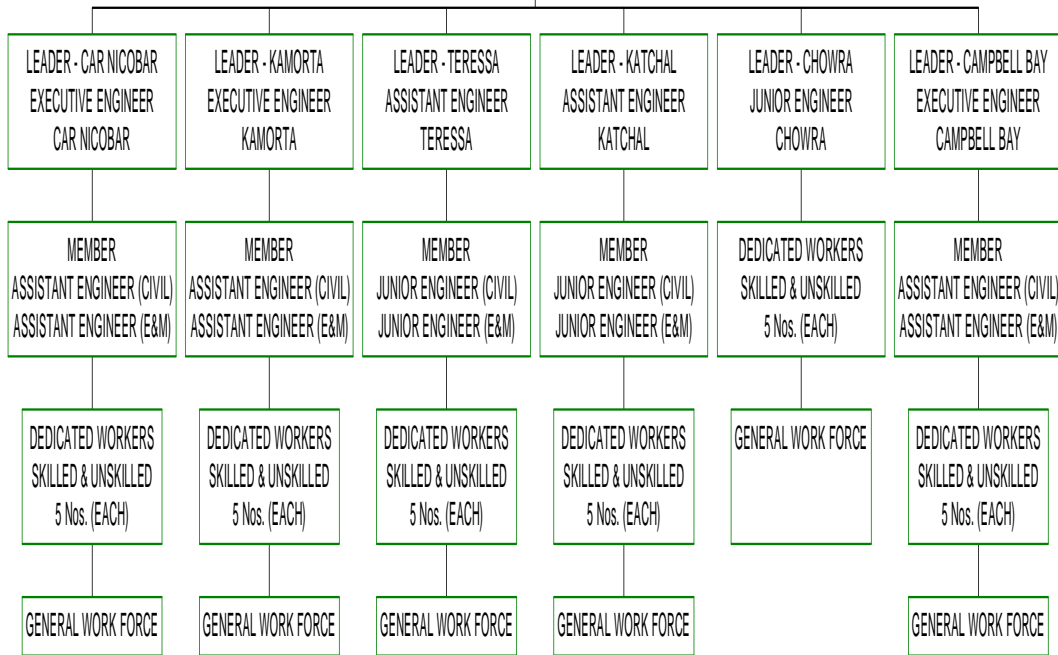 LEADER - CAR NICOBAR
EXECUTIVE ENGINEER
CAR NICOBAR
LEADER - KAMORTA
EXECUTIVE ENGINEER
KAMORTA
LEADER - TERESSA
ASSISTANT ENGINEER
TERESSA
LEADER - KATCHAL
ASSISTANT ENGINEER
KATCHAL
LEADER - CHOWRA
JUNIOR ENGINEER
CHOWRA
LEADER - CAMPBELL BAY
EXECUTIVE ENGINEER
CAMPBELL BAY
MEMBER
ASSISTANT ENGINEER (CIVIL)
ASSISTANT ENGINEER (E&M)
MEMBER
ASSISTANT ENGINEER (CIVIL)
ASSISTANT ENGINEER (E&M)
MEMBER
JUNIOR ENGINEER (CIVIL)
JUNIOR ENGINEER (E&M)
MEMBER
JUNIOR ENGINEER (CIVIL)
JUNIOR ENGINEER (E&M)
DEDICATED WORKERS
SKILLED & UNSKILLED
5 Nos. (EACH)
MEMBER
ASSISTANT ENGINEER (CIVIL)
ASSISTANT ENGINEER (E&M)
DEDICATED WORKERS
SKILLED & UNSKILLED
5 Nos. (EACH)
DEDICATED WORKERS
SKILLED & UNSKILLED
5 Nos. (EACH)
DEDICATED WORKERS
SKILLED & UNSKILLED
5 Nos. (EACH)
DEDICATED WORKERS
SKILLED & UNSKILLED
5 Nos. (EACH)
GENERAL WORK FORCE
DEDICATED WORKERS
SKILLED & UNSKILLED
5 Nos. (EACH)
GENERAL WORK FORCE
GENERAL WORK FORCE
GENERAL WORK FORCE
GENERAL WORK FORCE
GENERAL WORK FORCE